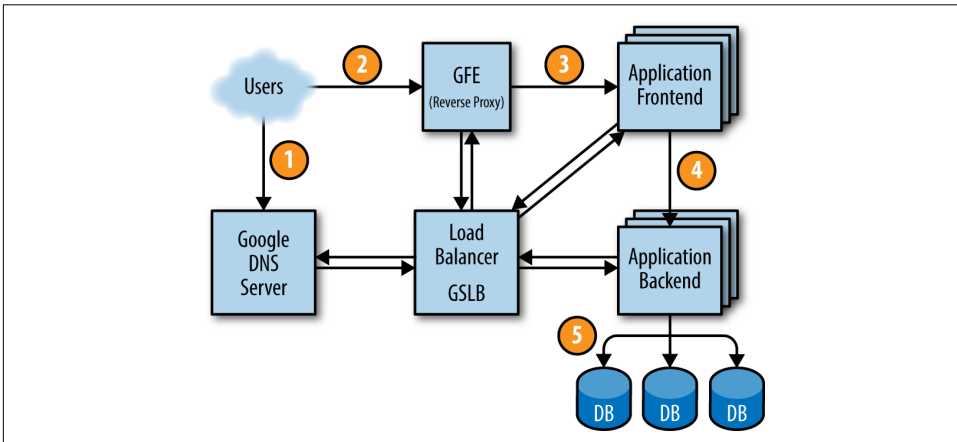 Users
2
GFE
(Reverse Proxy)
3
Application
Frontend
1
4
Google
DNS
Server
Load
Balancer
GSLB
Application
Backend
5
DB
DB
DB